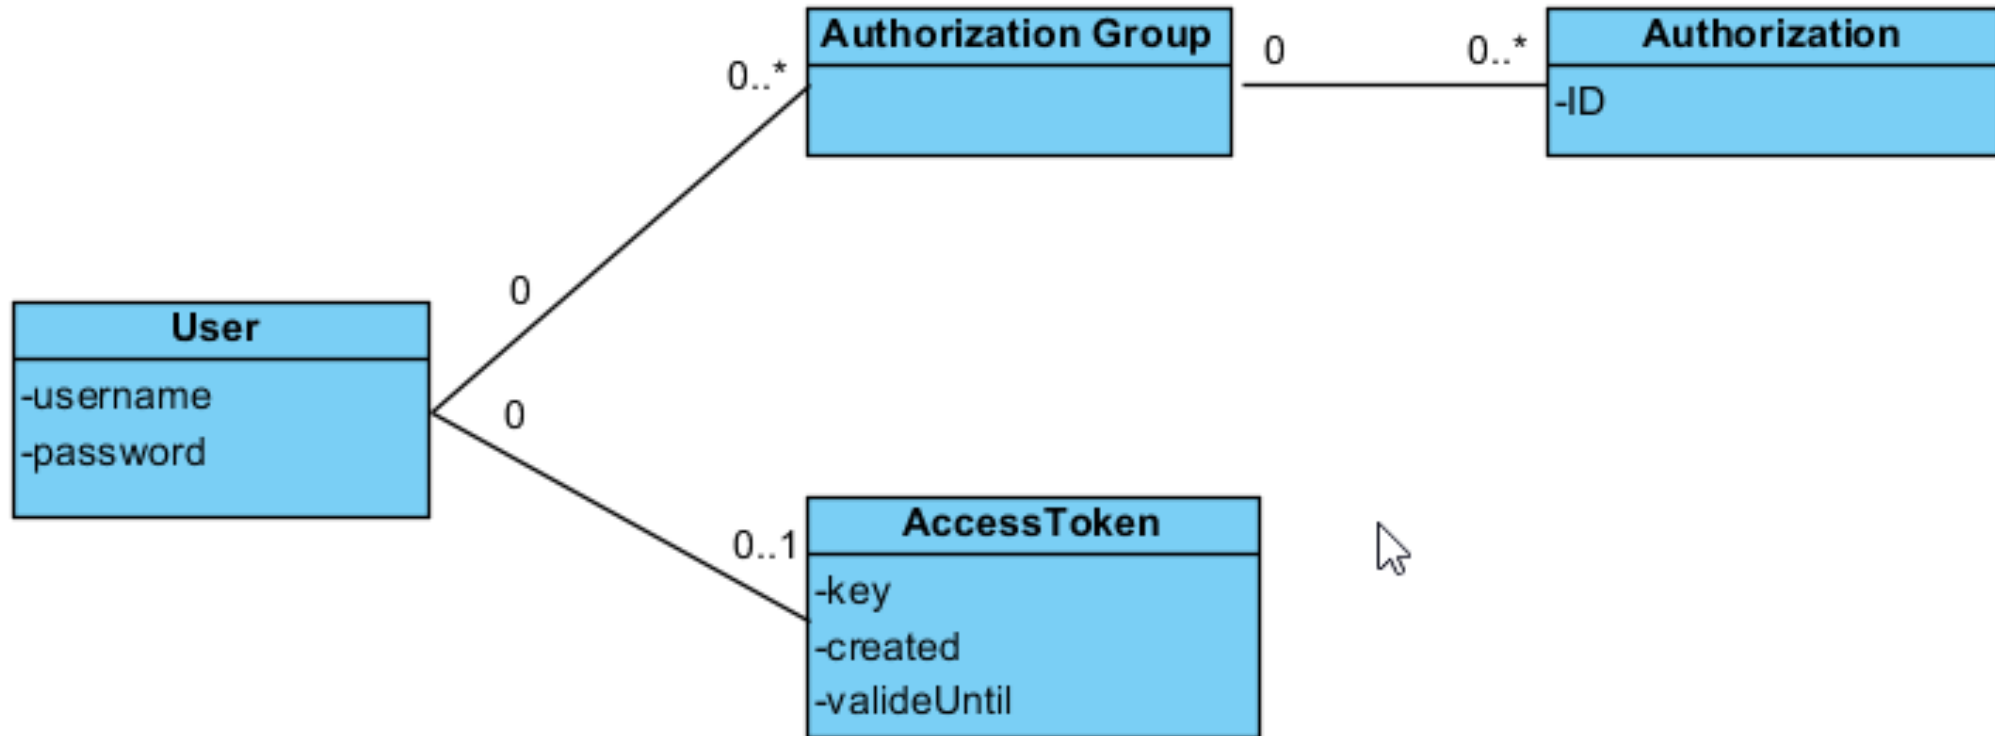 Authorization Group
0
0..*
Authorization
-ID
0..*
0
User
-username
-password
0
0..1
AccessToken
-key
-created
-valideUntil